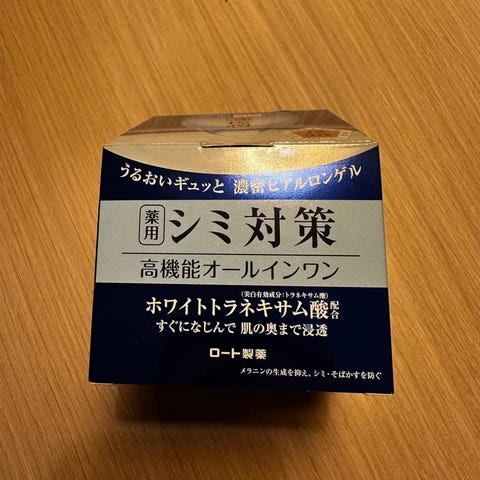 うるおいギュッと 濃密ヒアルロンゲル
薬用 シミ対策
高機能オールインワン
(美白有効成分:トラネキサム酸)
ホワイトトラネキサム酸配合
すぐになじんで 肌の奥まで浸透
ロート製薬
メラニンの生成を抑え、シミ・そばかすを防ぐ